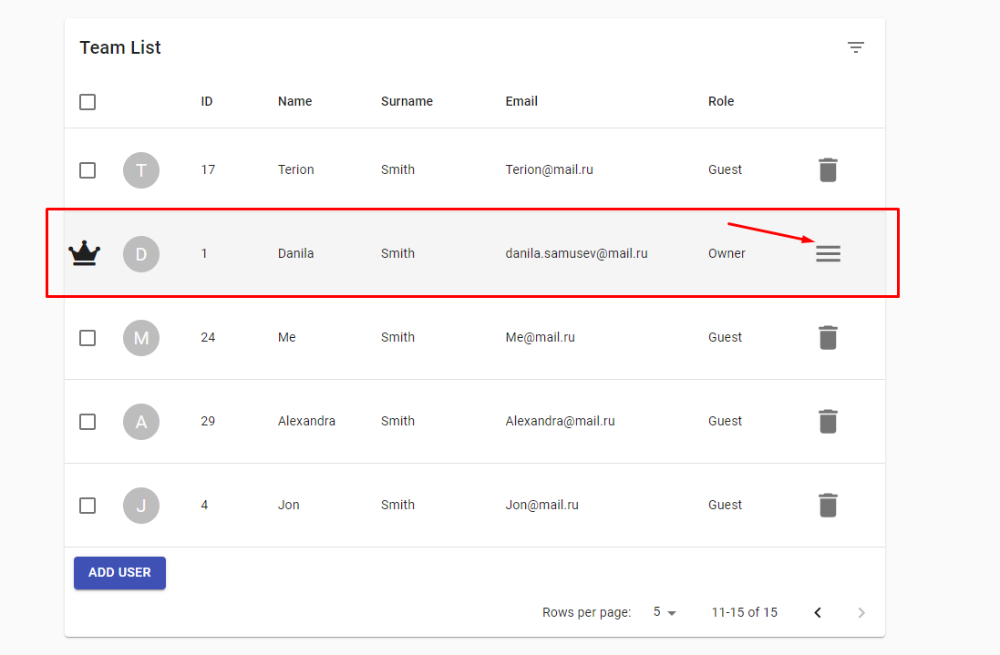 Team List
ID Name Surname Email Role
T 17 Terion Smith Terion@mail.ru Guest
D 1 Danila Smith danila.samusev@mail.ru Owner
M 24 Me Smith Me@mail.ru Guest
A 29 Alexandra Smith Alexandra@mail.ru Guest
J 4 Jon Smith Jon@mail.ru Guest
ADD USER
Rows per page: 5 11-15 of 15